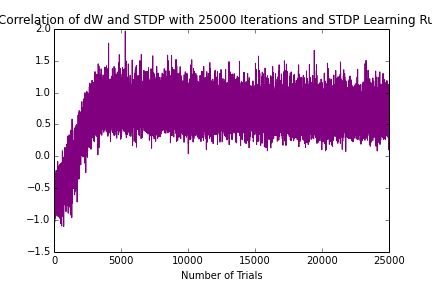 Correlation of dW and STDP with 25000 Iterations and STDP Learning Ru
2.0
1.5
1.0
0.5
0.0
−0.5
−1.0
−1.5
0 5000 10000 15000 20000 25000
Number of Trials